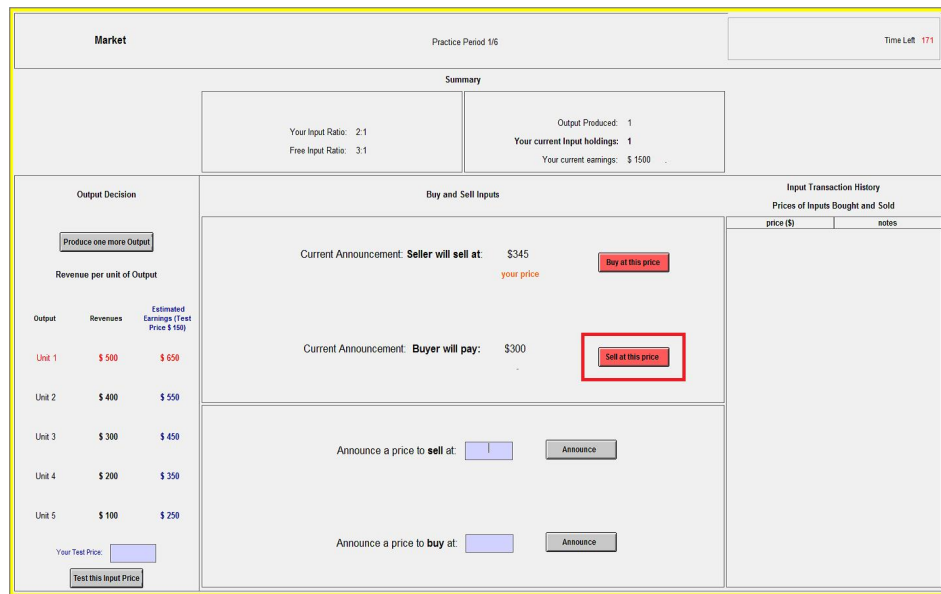 Market
Practice Period 1/6
Time Left 171
Summary
Your Input Ratio: 2:1
Free Input Ratio: 3:1
Output Produced: 1
Your current Input holdings: 1
Your current earnings: $ 1500 .
Output Decision
Produce one more Output
Revenue per unit of Output
Output Revenues Estimated Earnings (Test Price $ 150)
Unit 1 $ 500 $ 650
Unit 2 $ 400 $ 550
Unit 3 $ 300 $ 450
Unit 4 $ 200 $ 350
Unit 5 $ 100 $ 250
Your Test Price:
Test this Input Price
Buy and Sell Inputs
Current Announcement: Seller will sell at: $345
your price
Buy at this price
Current Announcement: Buyer will pay: $300
.
Sell at this price
Announce a price to sell at:
Announce
Announce a price to buy at:
Announce
Input Transaction History
Prices of Inputs Bought and Sold
price ($) notes